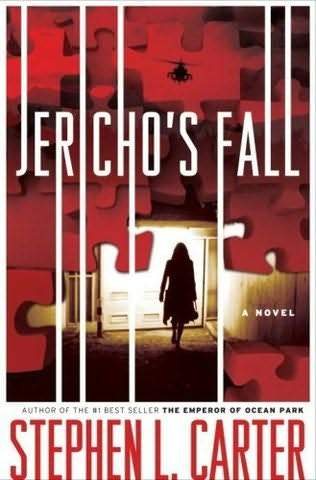 JERICHO'S FALL
A NOVEL
AUTHOR OF THE #1 BEST SELLER THE EMPEROR OF OCEAN PARK
STEPHEN L. CARTER